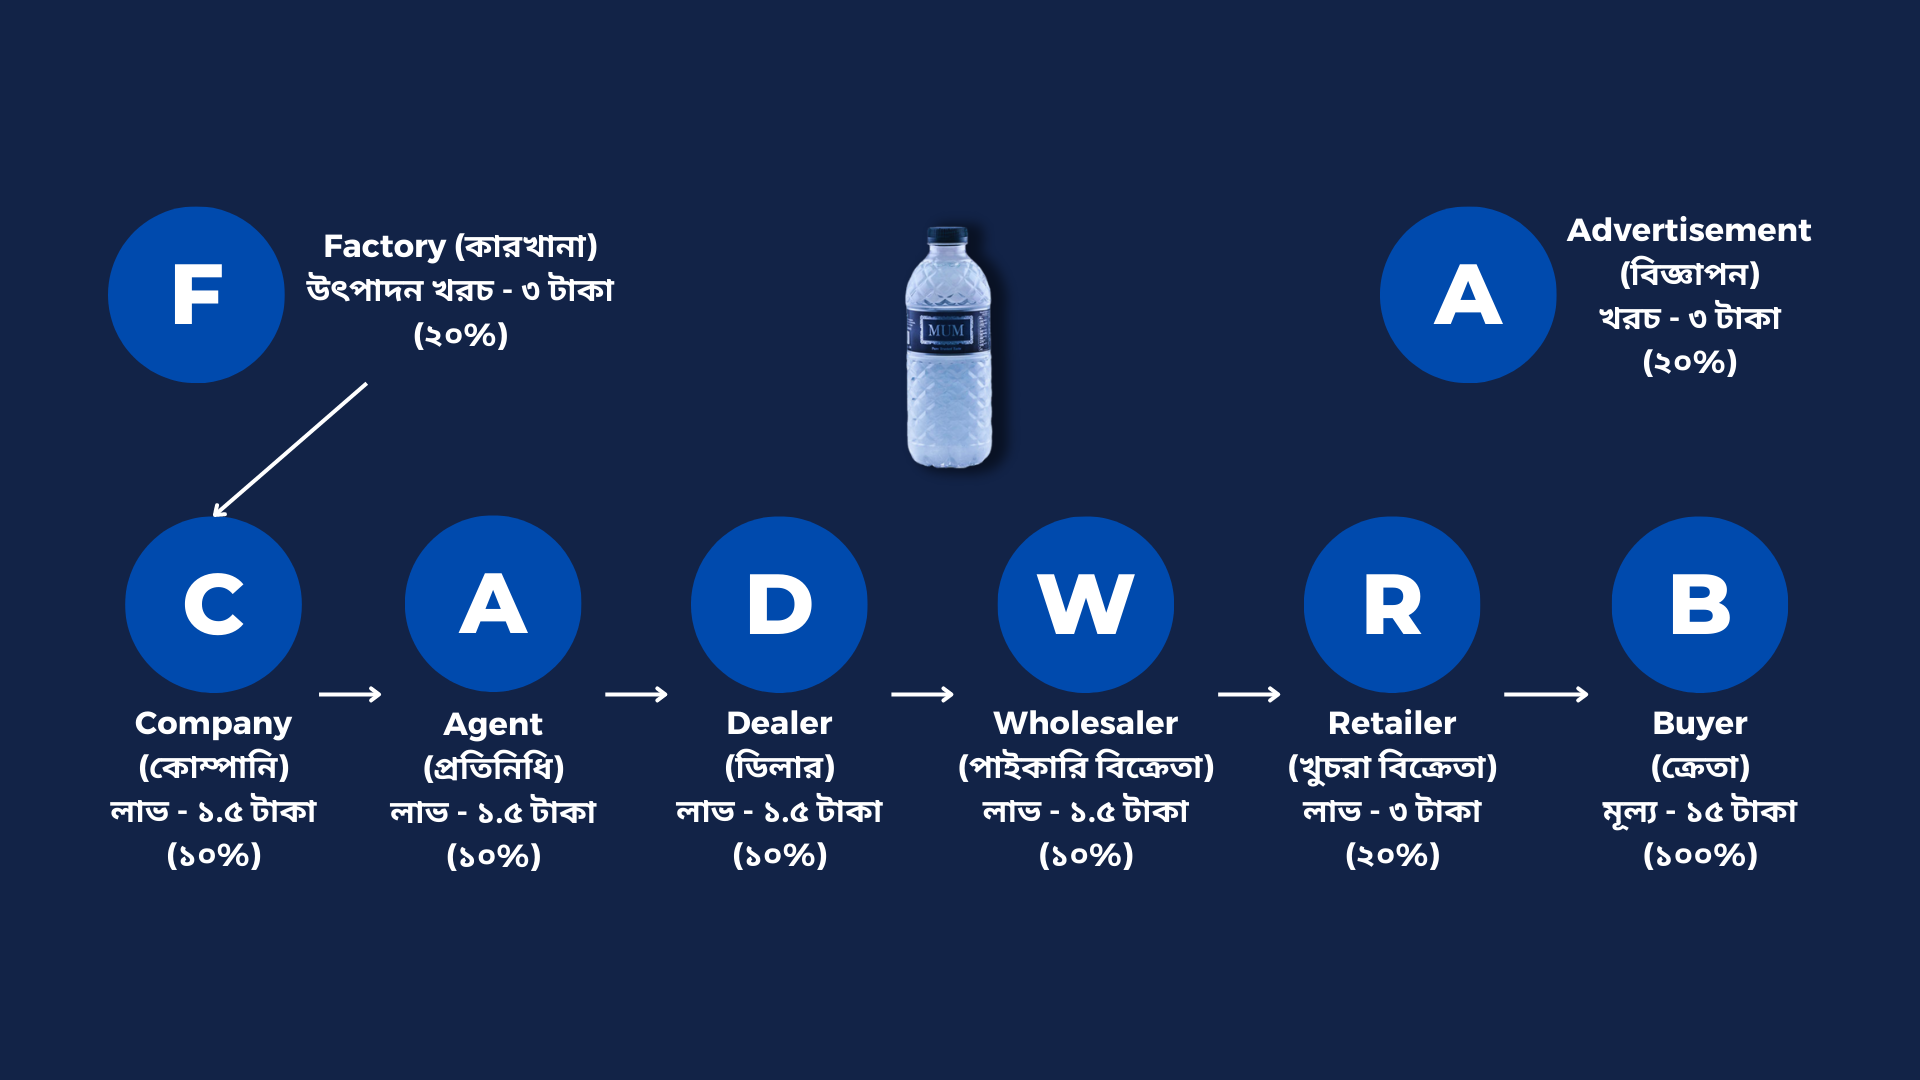 F
Factory (কারখানা)
উৎপাদন খরচ - ৩ টাকা
(২০%)
MUM
A
Advertisement
(বিজ্ঞাপন)
খরচ - ৩ টাকা
(২০%)
C
Company
(কোম্পানি)
লাভ - ১.৫ টাকা
(১০%)
A
Agent
(প্রতিনিধি)
লাভ - ১.৫ টাকা
(১০%)
D
Dealer
(ডিলার)
লাভ - ১.৫ টাকা
(১০%)
W
Wholesaler
(পাইকারি বিক্রেতা)
লাভ - ১.৫ টাকা
(১০%)
R
Retailer
(খুচরা বিক্রেতা)
লাভ - ৩ টাকা
(২০%)
B
Buyer
(ক্রেতা)
মূল্য - ১৫ টাকা
(১০০%)